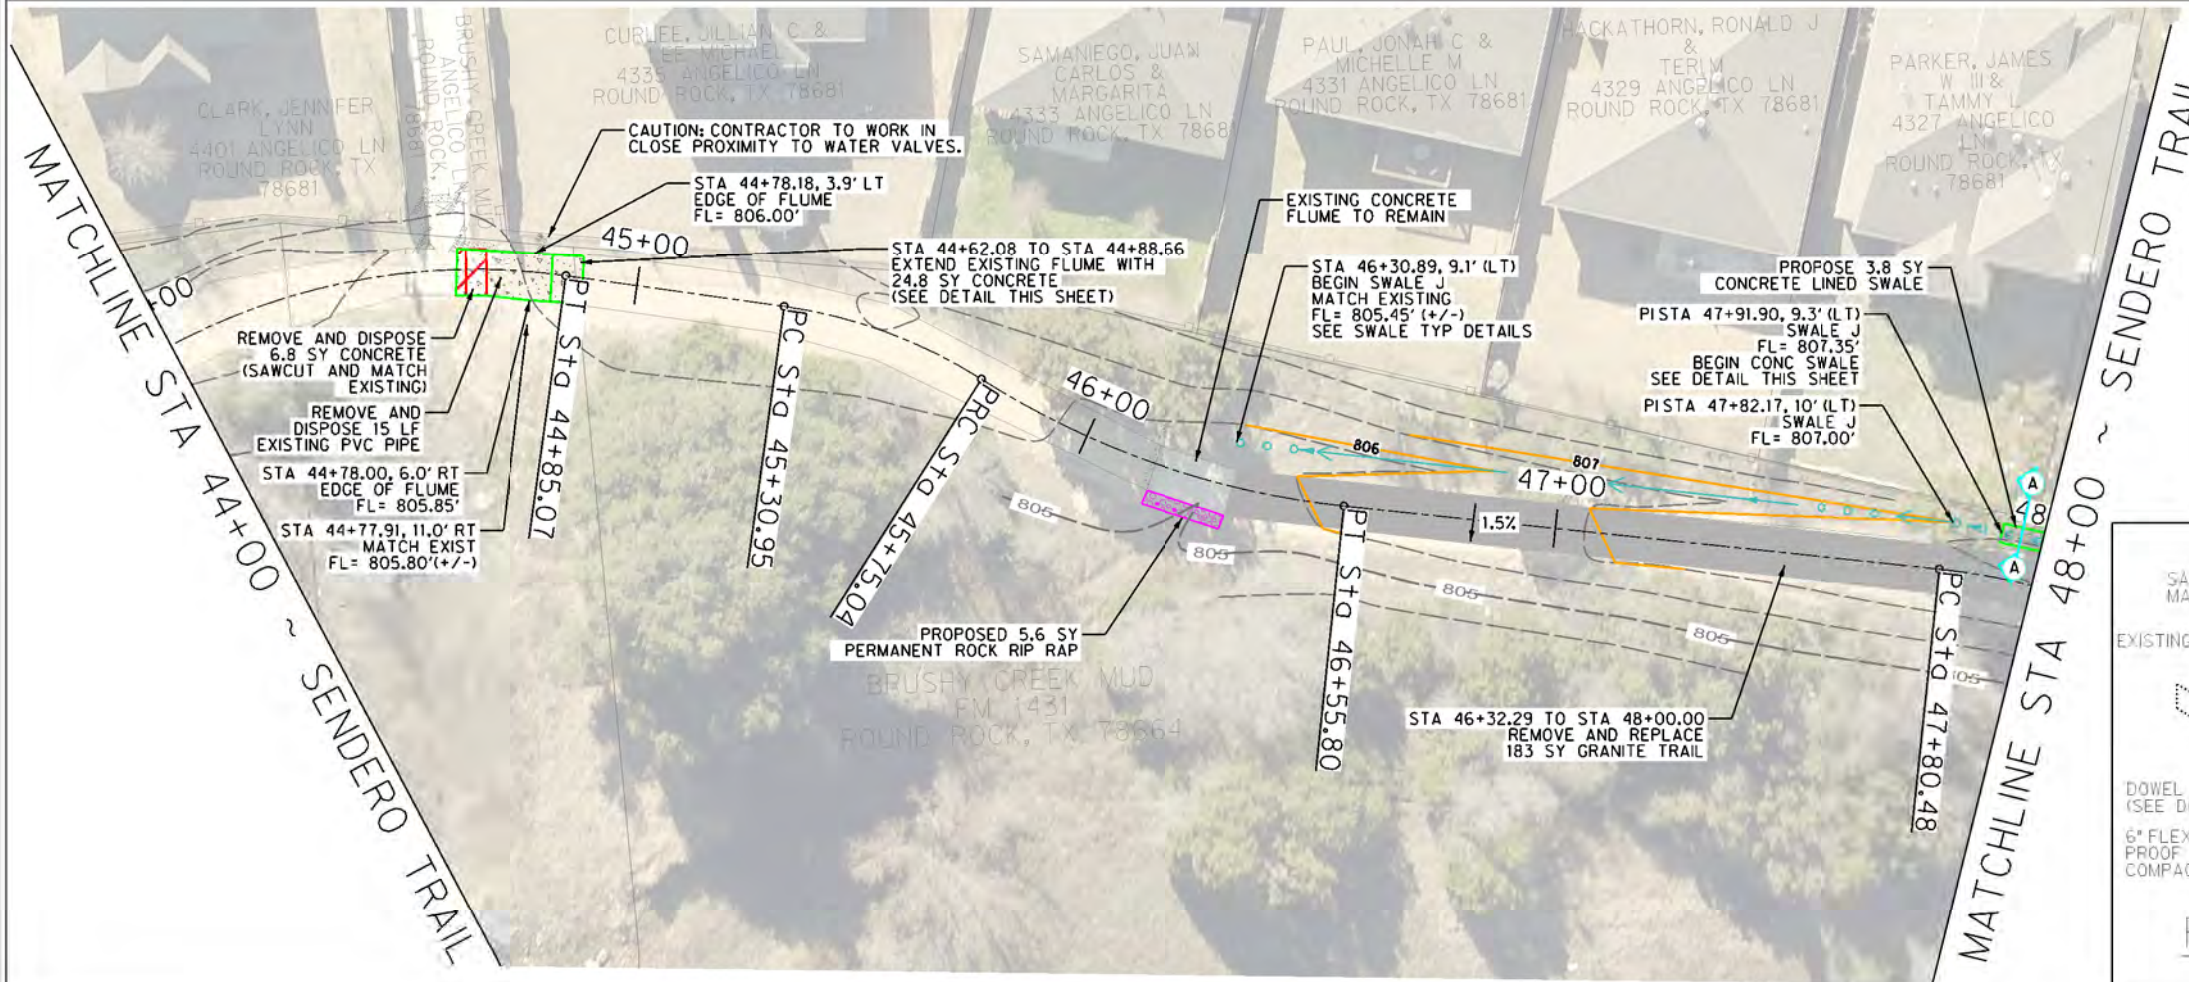 CLARK, JENNIFER
LYNN
4401 ANGELICO LN
ROUND ROCK, TX
78681
BRUSHY CREEK MUD
ANGELICO LN
ROUND ROCK, TX
78681
CURLEE, JILLIAN C &
LEE MICHAEL
4335 ANGELICO LN
ROUND ROCK, TX 78681
SAMANIEGO, JUAN
CARLOS &
MARGARITA
4333 ANGELICO LN
ROUND ROCK, TX 78681
PAUL, JONAH C &
MICHELLE M
4331 ANGELICO LN
ROUND ROCK, TX 78681
HACKATHORN, RONALD J
&
TERI M
4329 ANGELICO LN
ROUND ROCK, TX 78681
PARKER, JAMES
W III &
TAMMY L
4327 ANGELICO
LN
ROUND ROCK, TX
78681
CAUTION: CONTRACTOR TO WORK IN
CLOSE PROXIMITY TO WATER VALVES.
STA 44+78.18, 3.9' LT
EDGE OF FLUME
FL= 806.00'
45+00
STA 44+62.08 TO STA 44+88.66
EXTEND EXISTING FLUME WITH
24.8 SY CONCRETE
(SEE DETAIL THIS SHEET)
EXISTING CONCRETE
FLUME TO REMAIN
STA 46+30.89, 9.1' (LT)
BEGIN SWALE J
MATCH EXISTING
FL= 805.45' (+/-)
SEE SWALE TYP DETAILS
PROPOSE 3.8 SY
CONCRETE LINED SWALE
PI STA 47+91.90, 9.3' (LT)
SWALE J
FL= 807.35'
BEGIN CONC SWALE
SEE DETAIL THIS SHEET
PI STA 47+82.17, 10' (LT)
SWALE J
FL= 807.00'
MATCHLINE STA 44+00 ~ SENDERO TRAIL
+00
REMOVE AND DISPOSE
6.8 SY CONCRETE
(SAWCUT AND MATCH
EXISTING)
REMOVE AND
DISPOSE 15 LF
EXISTING PVC PIPE
STA 44+78.00, 6.0' RT
EDGE OF FLUME
FL= 805.85'
STA 44+77.91, 11.0' RT
MATCH EXIST
FL= 805.80'(+/-)
PT Sta 44+85.07
PC Sta 45+30.95
PRC Sta 45+75.04
46+00
806
807
47+00
1.5%
A
48
A
805
805
805
805
805
PT Sta 46+55.80
PC Sta 47+80.48
PROPOSED 5.6 SY
PERMANENT ROCK RIP RAP
BRUSHY CREEK MUD
FM 1431
ROUND ROCK, TX 78664
STA 46+32.29 TO STA 48+00.00
REMOVE AND REPLACE
183 SY GRANITE TRAIL
MATCHLINE STA 48+00 ~ SENDERO TRAIL
SA
MA
EXISTING
DOWEL
(SEE D
6" FLEX
PROOF
COMPAC